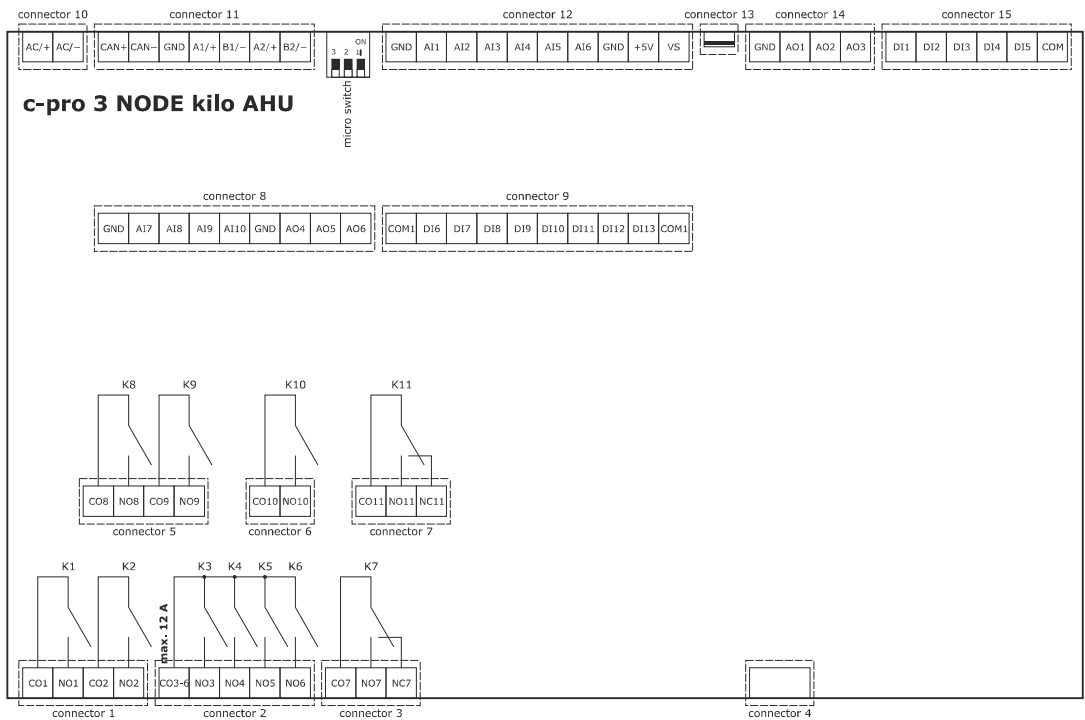 connector 10 connector 11 connector 12 connector 13 connector 14 connector 15
AC/+ AC/− CAN+ CAN− GND A1/+ B1/− A2/+ B2/− ON 3 2 1 GND AI1 AI2 AI3 AI4 AI5 AI6 GND +5V VS GND AO1 AO2 AO3 DI1 DI2 DI3 DI4 DI5 COM
micro switch
c-pro 3 NODE kilo AHU
connector 8 connector 9
GND AI7 AI8 AI9 AI10 GND AO4 AO5 AO6 COM1 DI6 DI7 DI8 DI9 DI10 DI11 DI12 DI13 COM1
K8 K9 K10 K11
CO8 NO8 CO9 NO9 CO10 NO10 CO11 NO11 NC11
connector 5 connector 6 connector 7
K1 K2 K3 K4 K5 K6 K7
max. 12 A
CO1 NO1 CO2 NO2 CO3-6 NO3 NO4 NO5 NO6 CO7 NO7 NC7
connector 1 connector 2 connector 3 connector 4